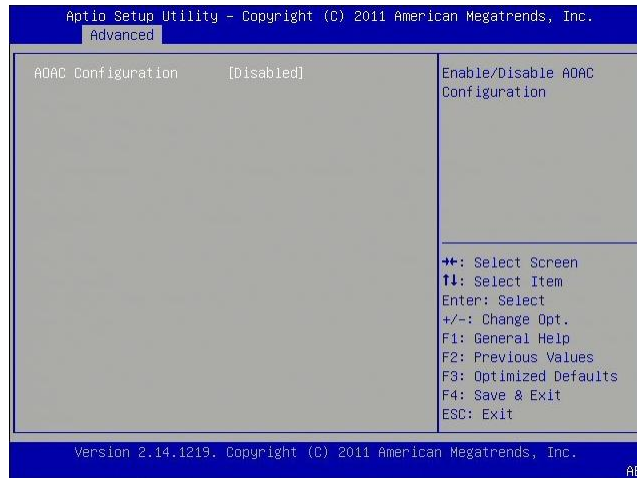 Aptio Setup Utility – Copyright (C) 2011 American Megatrends, Inc.
Advanced
AOAC Configuration [Disabled]
Enable/Disable AOAC
Configuration
→←: Select Screen
↑↓: Select Item
Enter: Select
+/-: Change Opt.
F1: General Help
F2: Previous Values
F3: Optimized Defaults
F4: Save & Exit
ESC: Exit
Version 2.14.1219. Copyright (C) 2011 American Megatrends, Inc.
AB